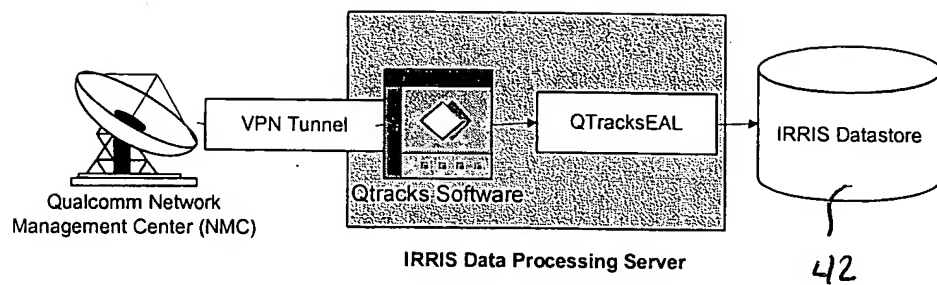 VPN Tunnel
QTracksEAL
IRRIS Datastore
Qtracks Software
Qualcomm Network
Management Center (NMC)
IRRIS Data Processing Server
42